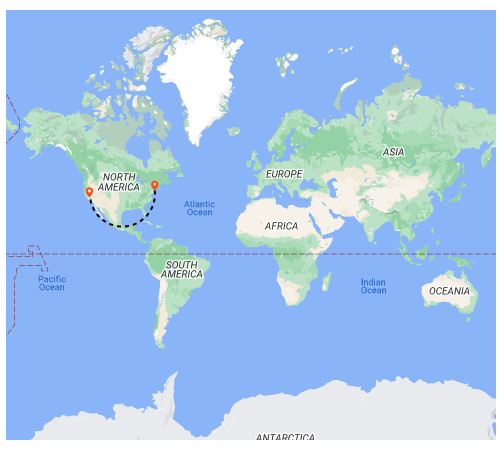 ASIA
EUROPE
NORTH
AMERICA
Atlantic
Ocean
AFRICA
SOUTH
AMERICA
Pacific
Ocean
Indian
Ocean
OCEANIA
ANTARCTICA